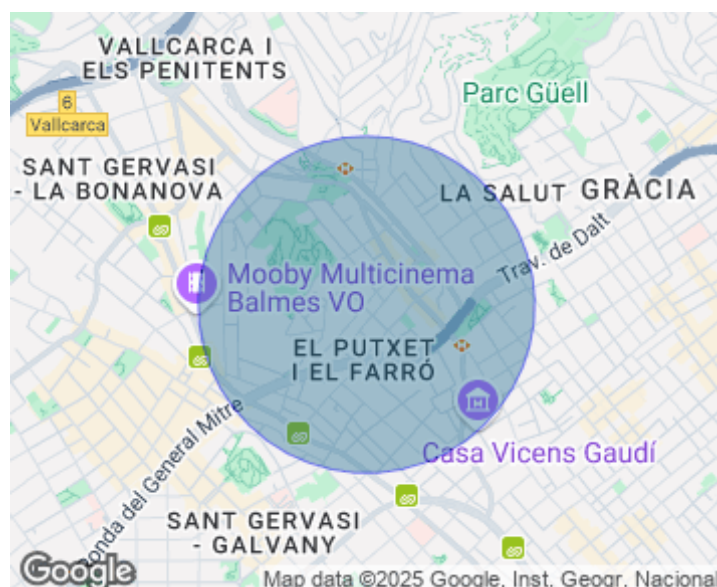 VALLCARCA I
ELS PENITENTS
6
Vallcarca
Parc Güell
SANT GERVASI
- LA BONANOVA
LA SALUT
GRÀCIA
Trav. de Dalt
Mooby Multicinema
Balmes VO
EL PUTXET
I EL FARRÓ
Ronda del General Mitre
Casa Vicens Gaudí
SANT GERVASI
- GALVANY
Google
Map data ©2025 Google, Inst. Geogr. Nacional